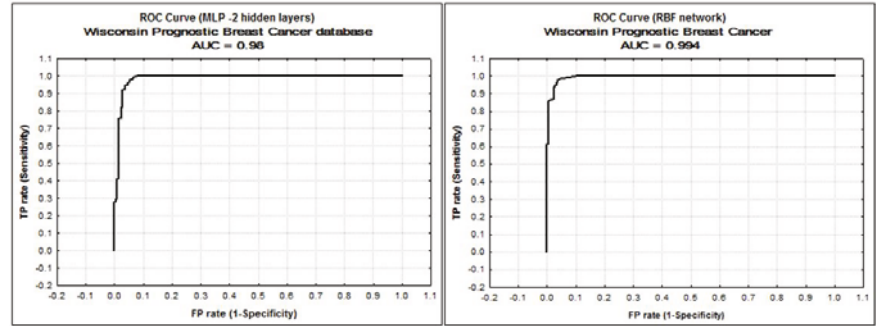 ROC Curve (MLP -2 hidden layers)
Wisconsin Prognostic Breast Cancer database
AUC = 0.98
1.1
1.0
0.9
0.8
0.7
0.6
0.5
0.4
0.3
0.2
0.1
0.0
-0.1
-0.2
TP rate (Sensitivity)
-0.2 -0.1 0.0 0.1 0.2 0.3 0.4 0.5 0.6 0.7 0.8 0.9 1.0 1.1
FP rate (1-Specificity)
ROC Curve (RBF network)
Wisconsin Prognostic Breast Cancer
AUC = 0.994
1.1
1.0
0.9
0.8
0.7
0.6
0.5
0.4
0.3
0.2
0.1
0.0
-0.1
-0.2
TP rate (Sensitivity)
-0.2 -0.1 0.0 0.1 0.2 0.3 0.4 0.5 0.6 0.7 0.8 0.9 1.0 1.1
FP rate (1-Specificity)